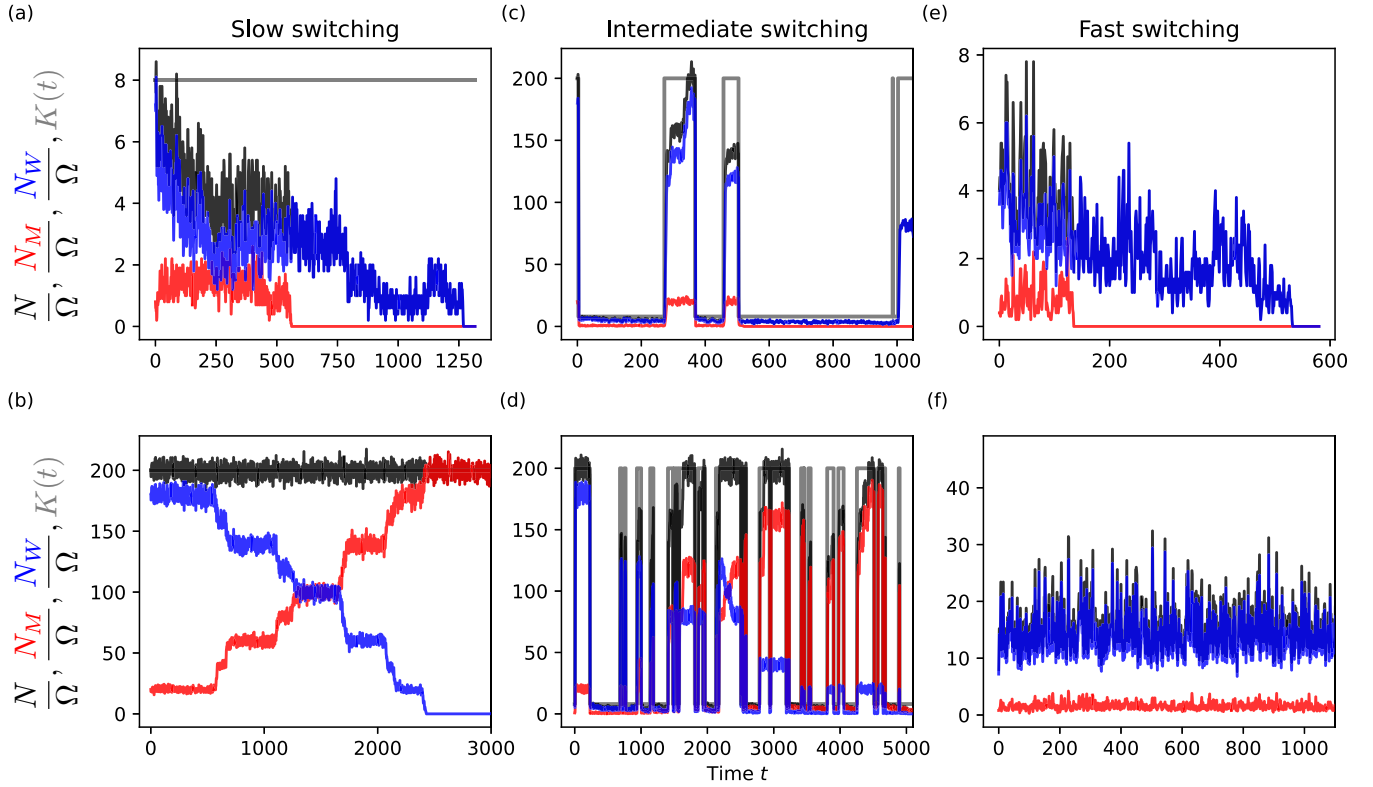 (a)
Slow switching
N/Ω, N_M/Ω, N_W/Ω, K(t)
8
6
4
2
0
0 250 500 750 1000 1250
(c)
Intermediate switching
200
150
100
50
0
0 200 400 600 800 1000
(e)
Fast switching
8
6
4
2
0
0 200 400 600
(b)
N/Ω, N_M/Ω, N_W/Ω, K(t)
200
150
100
50
0
0 1000 2000 3000
(d)
200
150
100
50
0
0 1000 2000 3000 4000 5000
Time t
(f)
40
30
20
10
0
0 200 400 600 800 1000